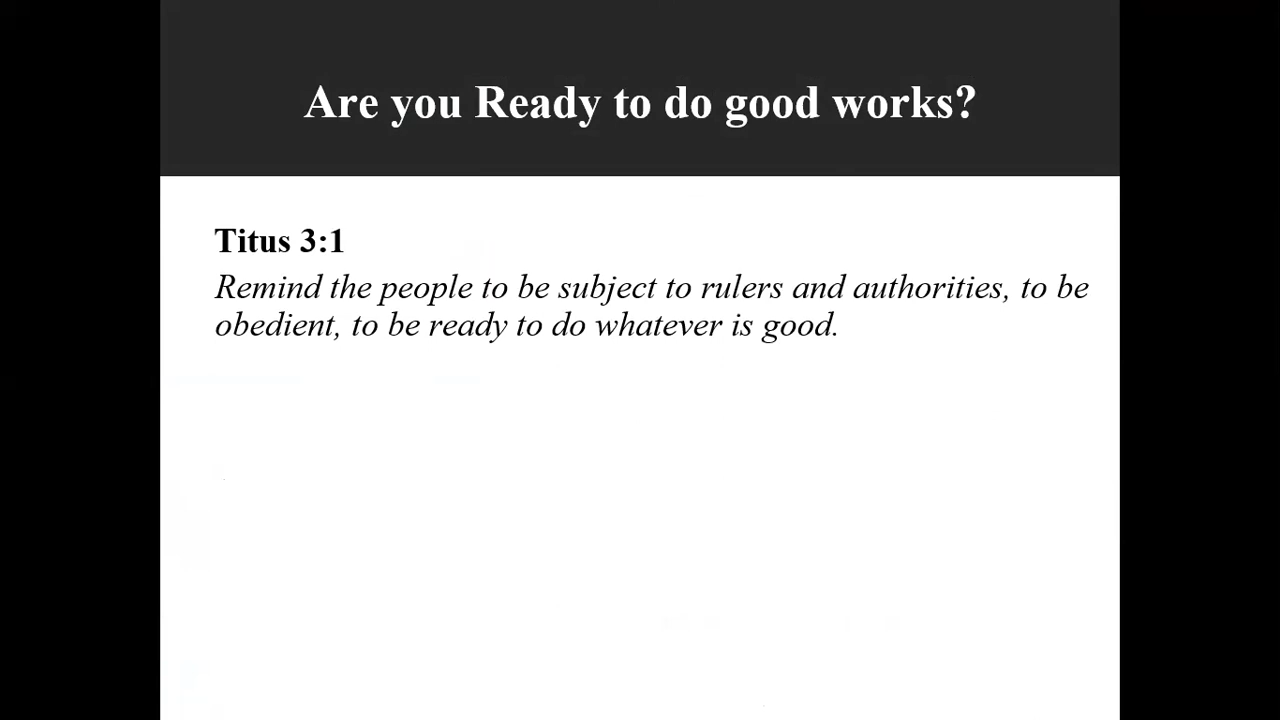 Are you Ready to do good works?
Titus 3:1
Remind the people to be subject to rulers and authorities, to be
obedient, to be ready to do whatever is good.